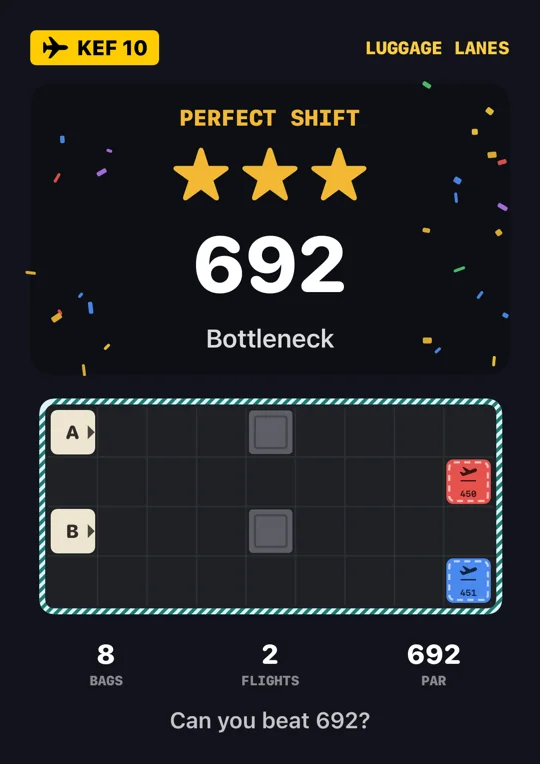 KEF 10
LUGGAGE LANES
PERFECT SHIFT
692
Bottleneck
A
450
B
451
8 2 692
BAGS FLIGHTS PAR
Can you beat 692?